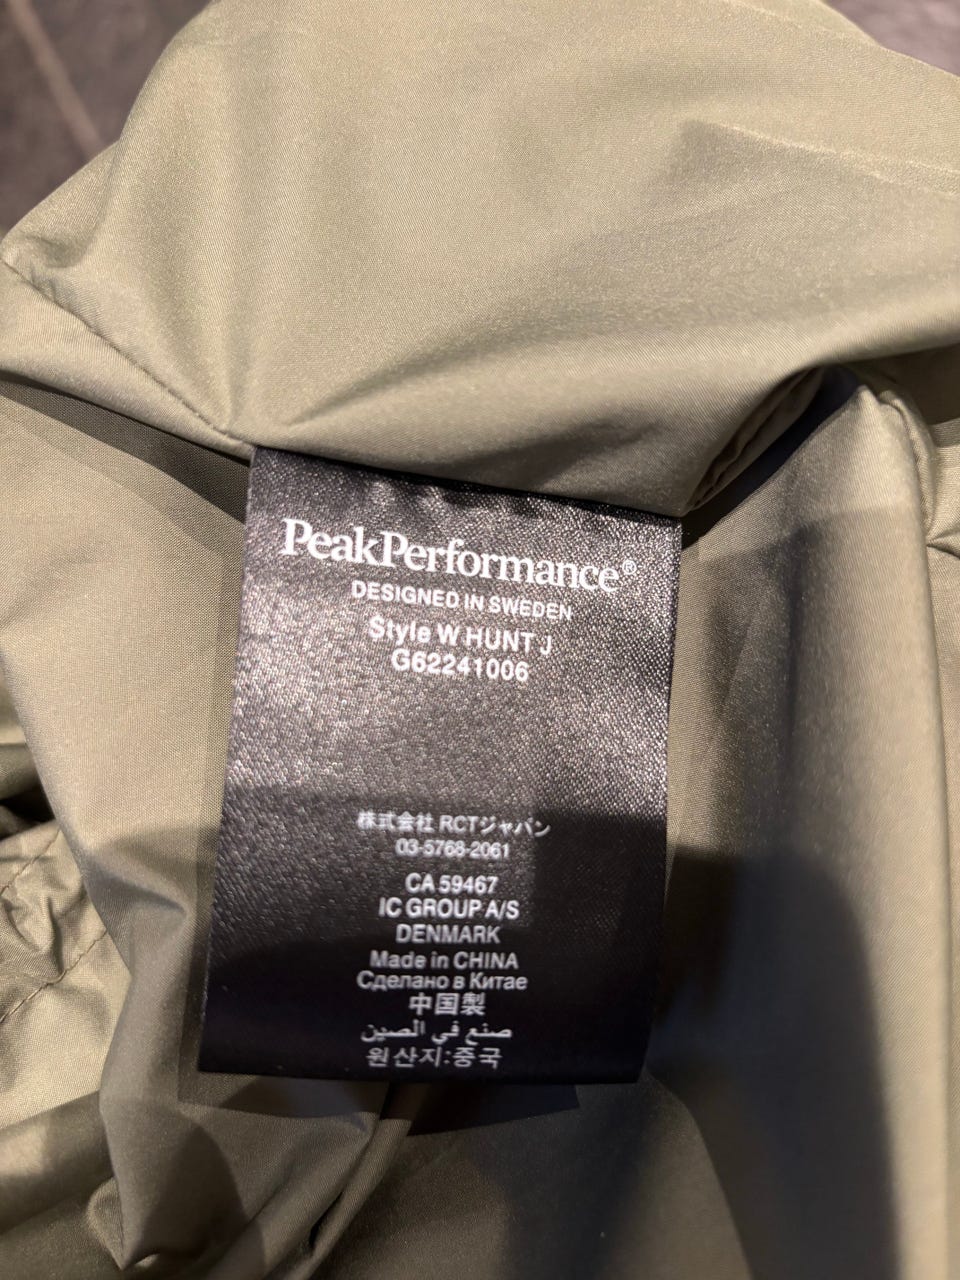 PeakPerformance®
DESIGNED IN SWEDEN
Style W HUNT J
G62241006
株式会社 RCTジャパン
03-5768-2061
CA 59467
IC GROUP A/S
DENMARK
Made in CHINA
Сделано в Китае
中国製
صنع في الصين
원산지:중국